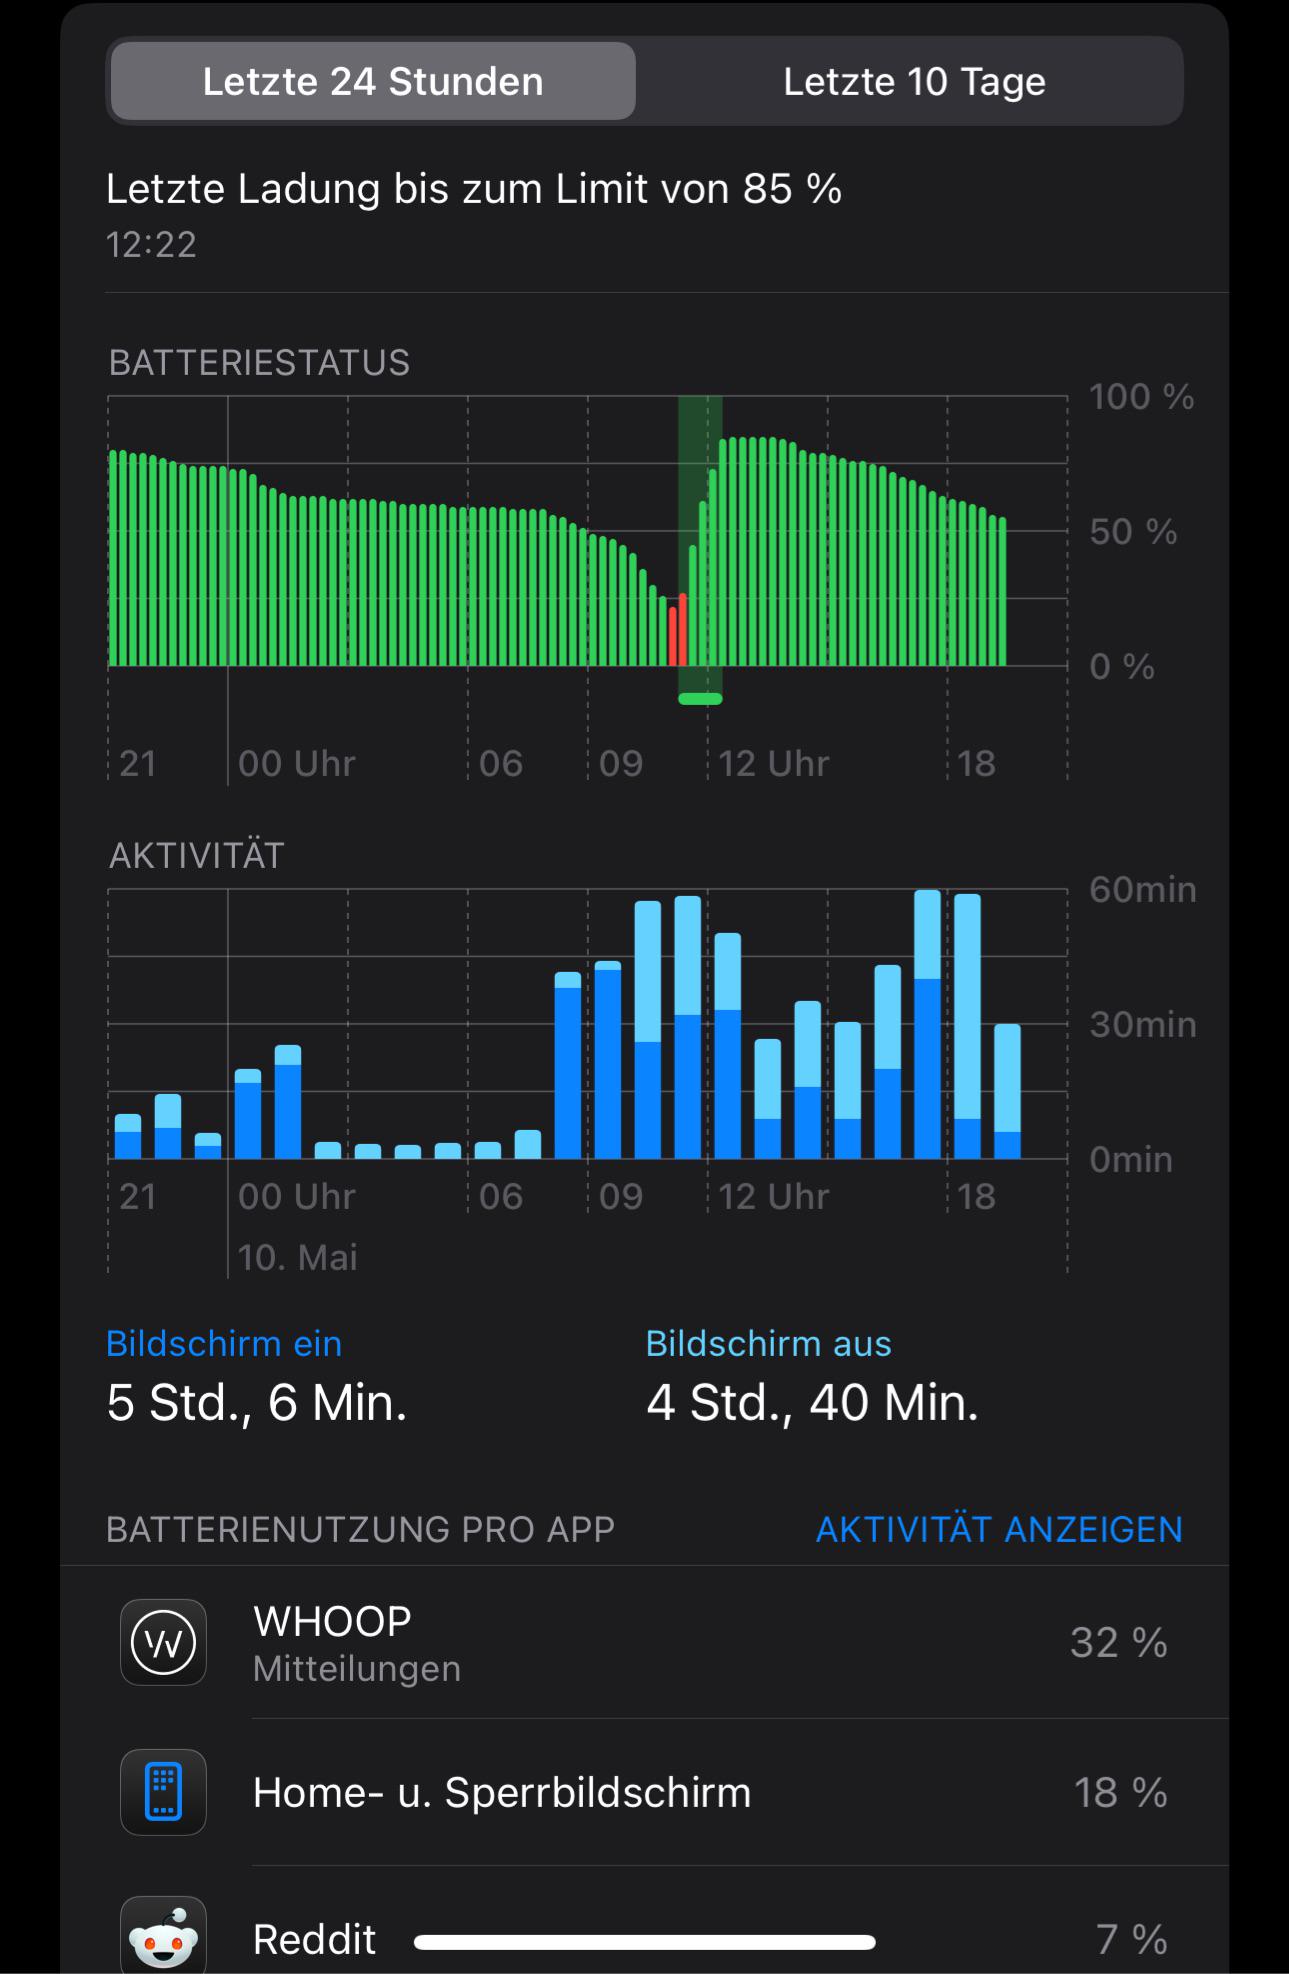 Letzte 24 Stunden
Letzte 10 Tage
Letzte Ladung bis zum Limit von 85 %
12:22
BATTERIESTATUS
100 %
50 %
0 %
21 00 Uhr 06 09 12 Uhr 18
AKTIVITÄT
60min
30min
0min
21 00 Uhr 06 09 12 Uhr 18
10. Mai
Bildschirm ein
5 Std., 6 Min.
Bildschirm aus
4 Std., 40 Min.
BATTERIENUTZUNG PRO APP
AKTIVITÄT ANZEIGEN
WHOOP
Mitteilungen
32 %
Home- u. Sperrbildschirm
18 %
Reddit
7 %